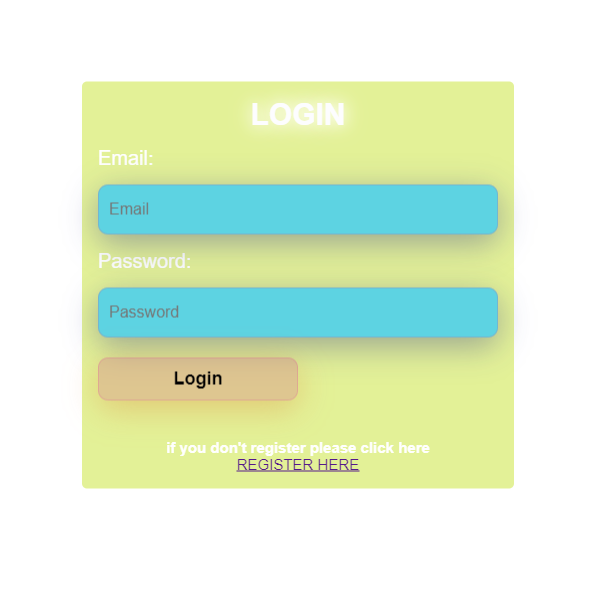 LOGIN
Email:
Email
Password:
Password
Login
if you don't register please click here
REGISTER HERE